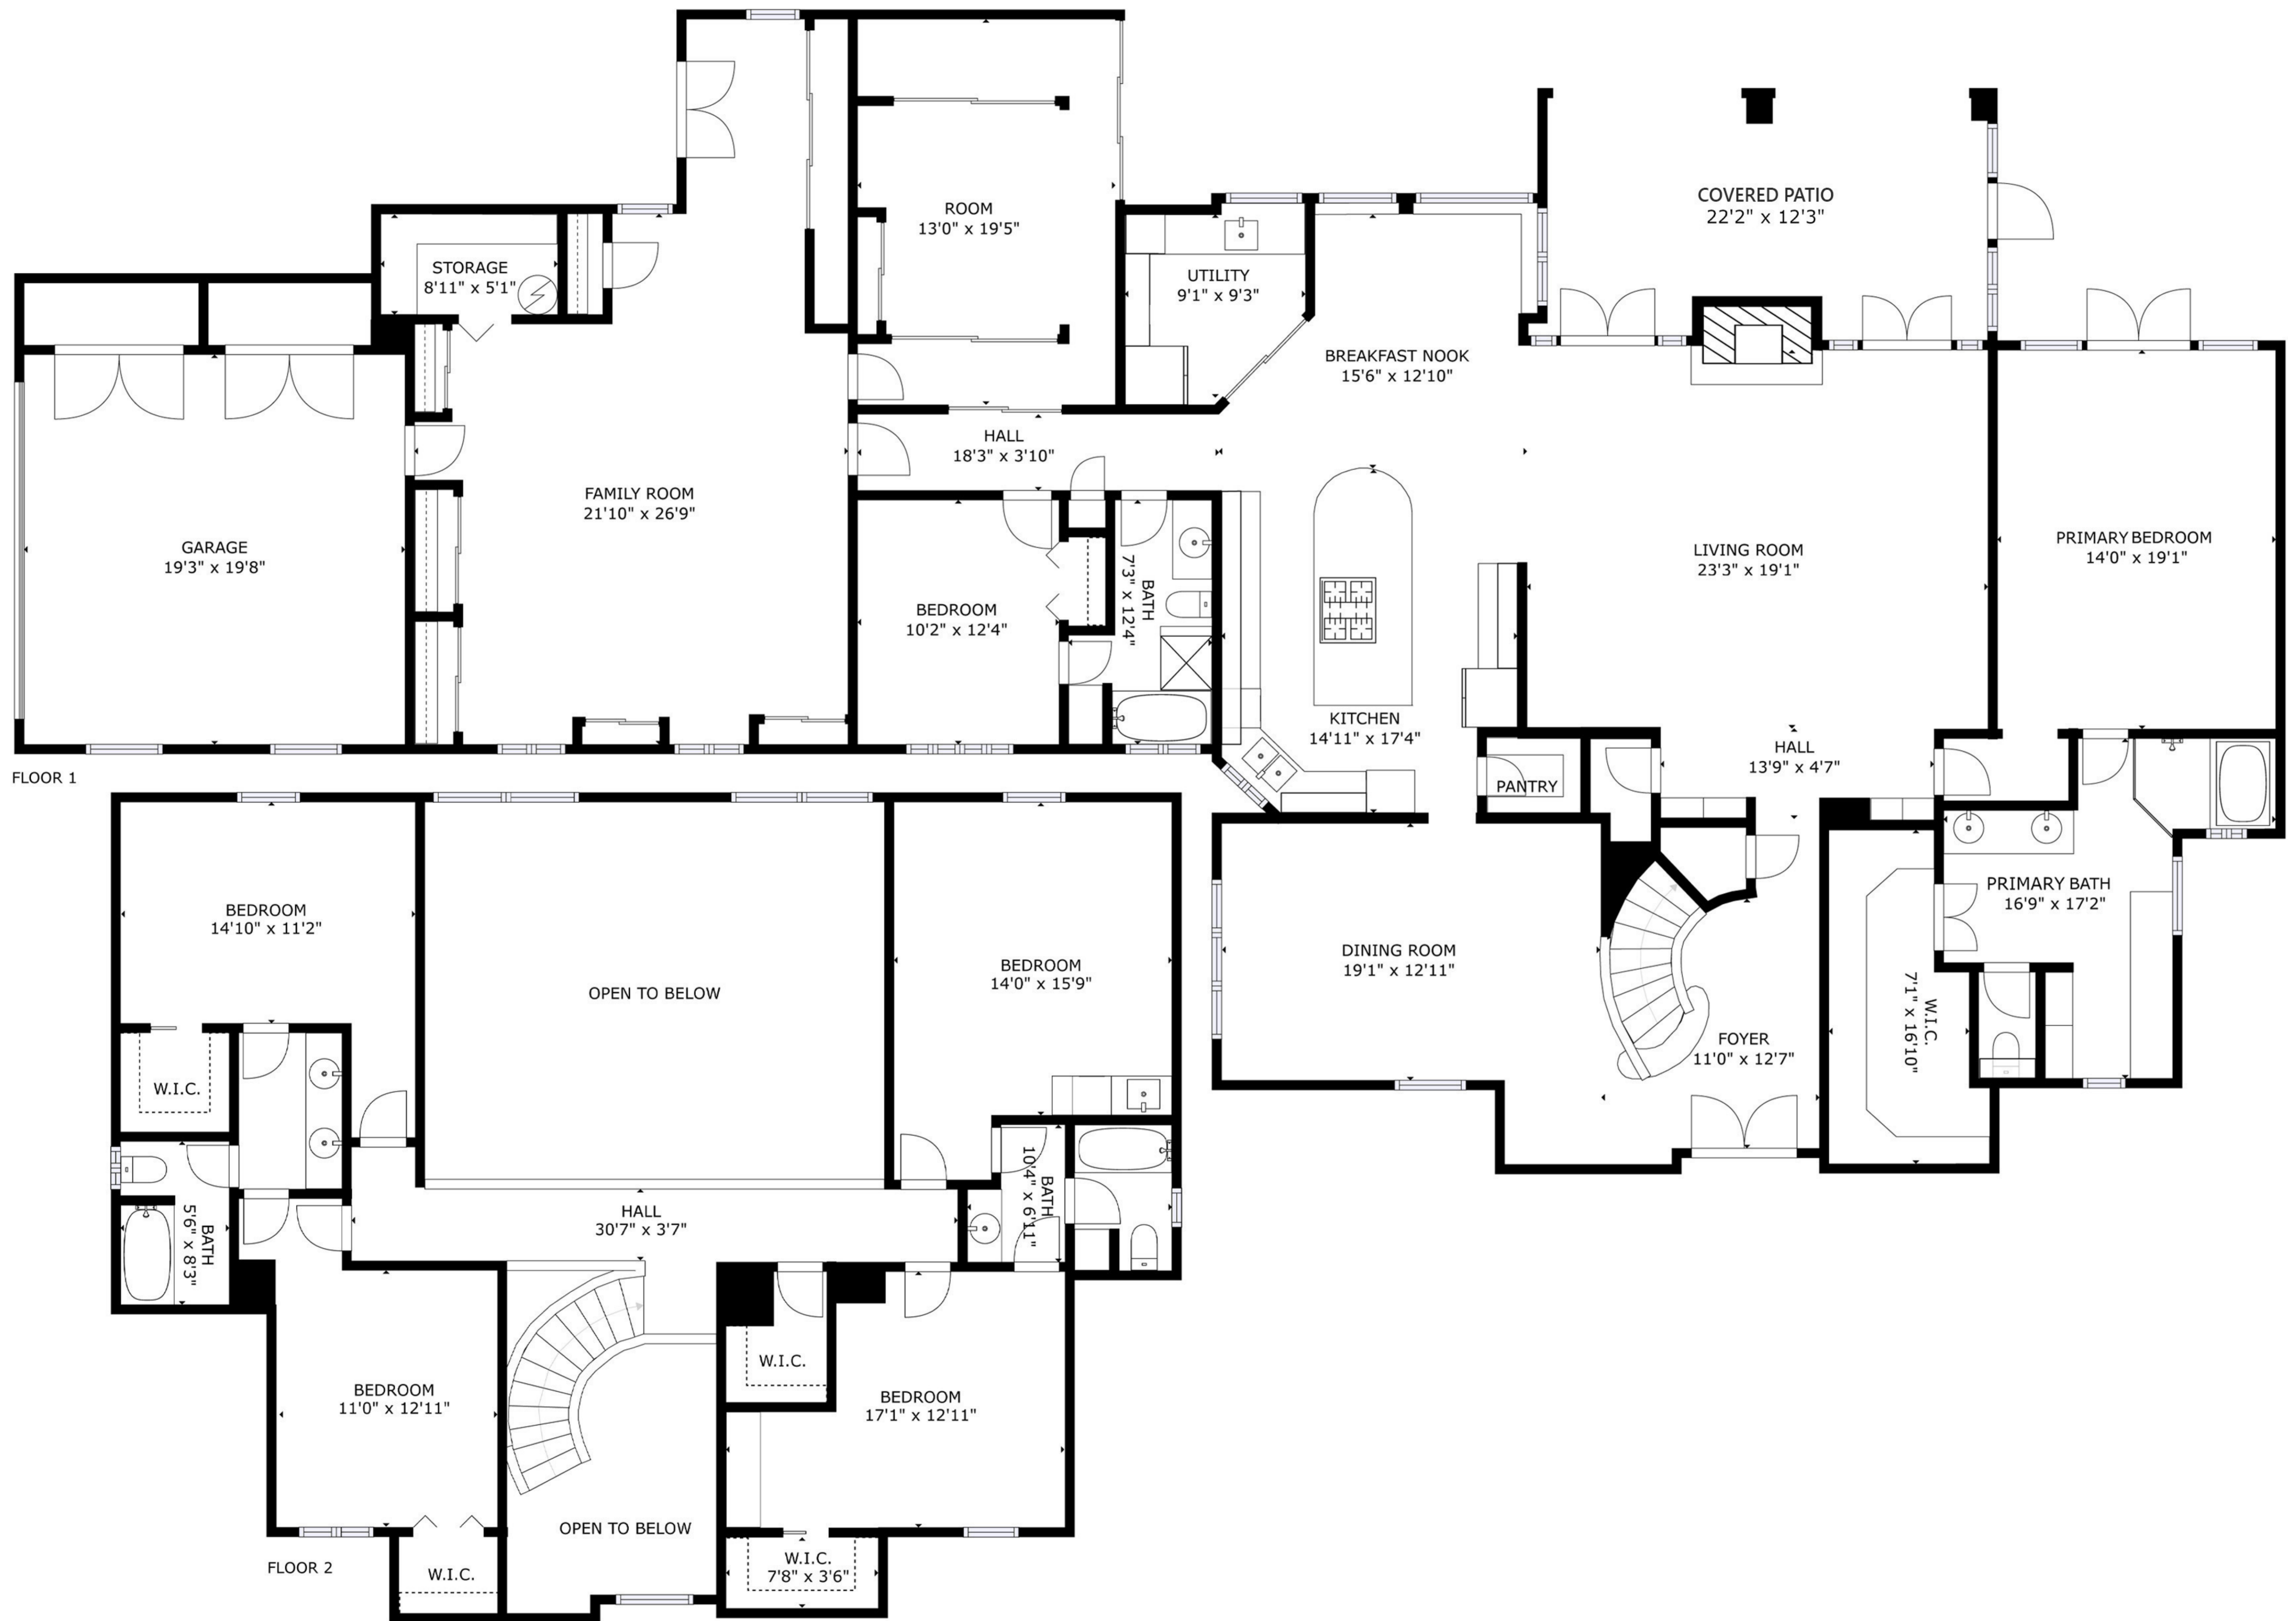 COVERED PATIO
22'2" x 12'3"
ROOM
13'0" x 19'5"
STORAGE
8'11" x 5'1"
UTILITY
9'1" x 9'3"
BREAKFAST NOOK
15'6" x 12'10"
HALL
18'3" x 3'10"
FAMILY ROOM
21'10" x 26'9"
GARAGE
19'3" x 19'8"
BEDROOM
10'2" x 12'4"
BATH
7'3" x 12'4"
LIVING ROOM
23'3" x 19'1"
PRIMARY BEDROOM
14'0" x 19'1"
KITCHEN
14'11" x 17'4"
HALL
13'9" x 4'7"
PANTRY
FLOOR 1
PRIMARY BATH
16'9" x 17'2"
DINING ROOM
19'1" x 12'11"
W.I.C.
7'1" x 16'10"
FOYER
11'0" x 12'7"
BEDROOM
14'10" x 11'2"
OPEN TO BELOW
BEDROOM
14'0" x 15'9"
W.I.C.
BATH
10'4" x 6'11"
HALL
30'7" x 3'7"
BATH
5'6" x 8'3"
W.I.C.
BEDROOM
11'0" x 12'11"
BEDROOM
17'1" x 12'11"
OPEN TO BELOW
W.I.C.
7'8" x 3'6"
W.I.C.
FLOOR 2